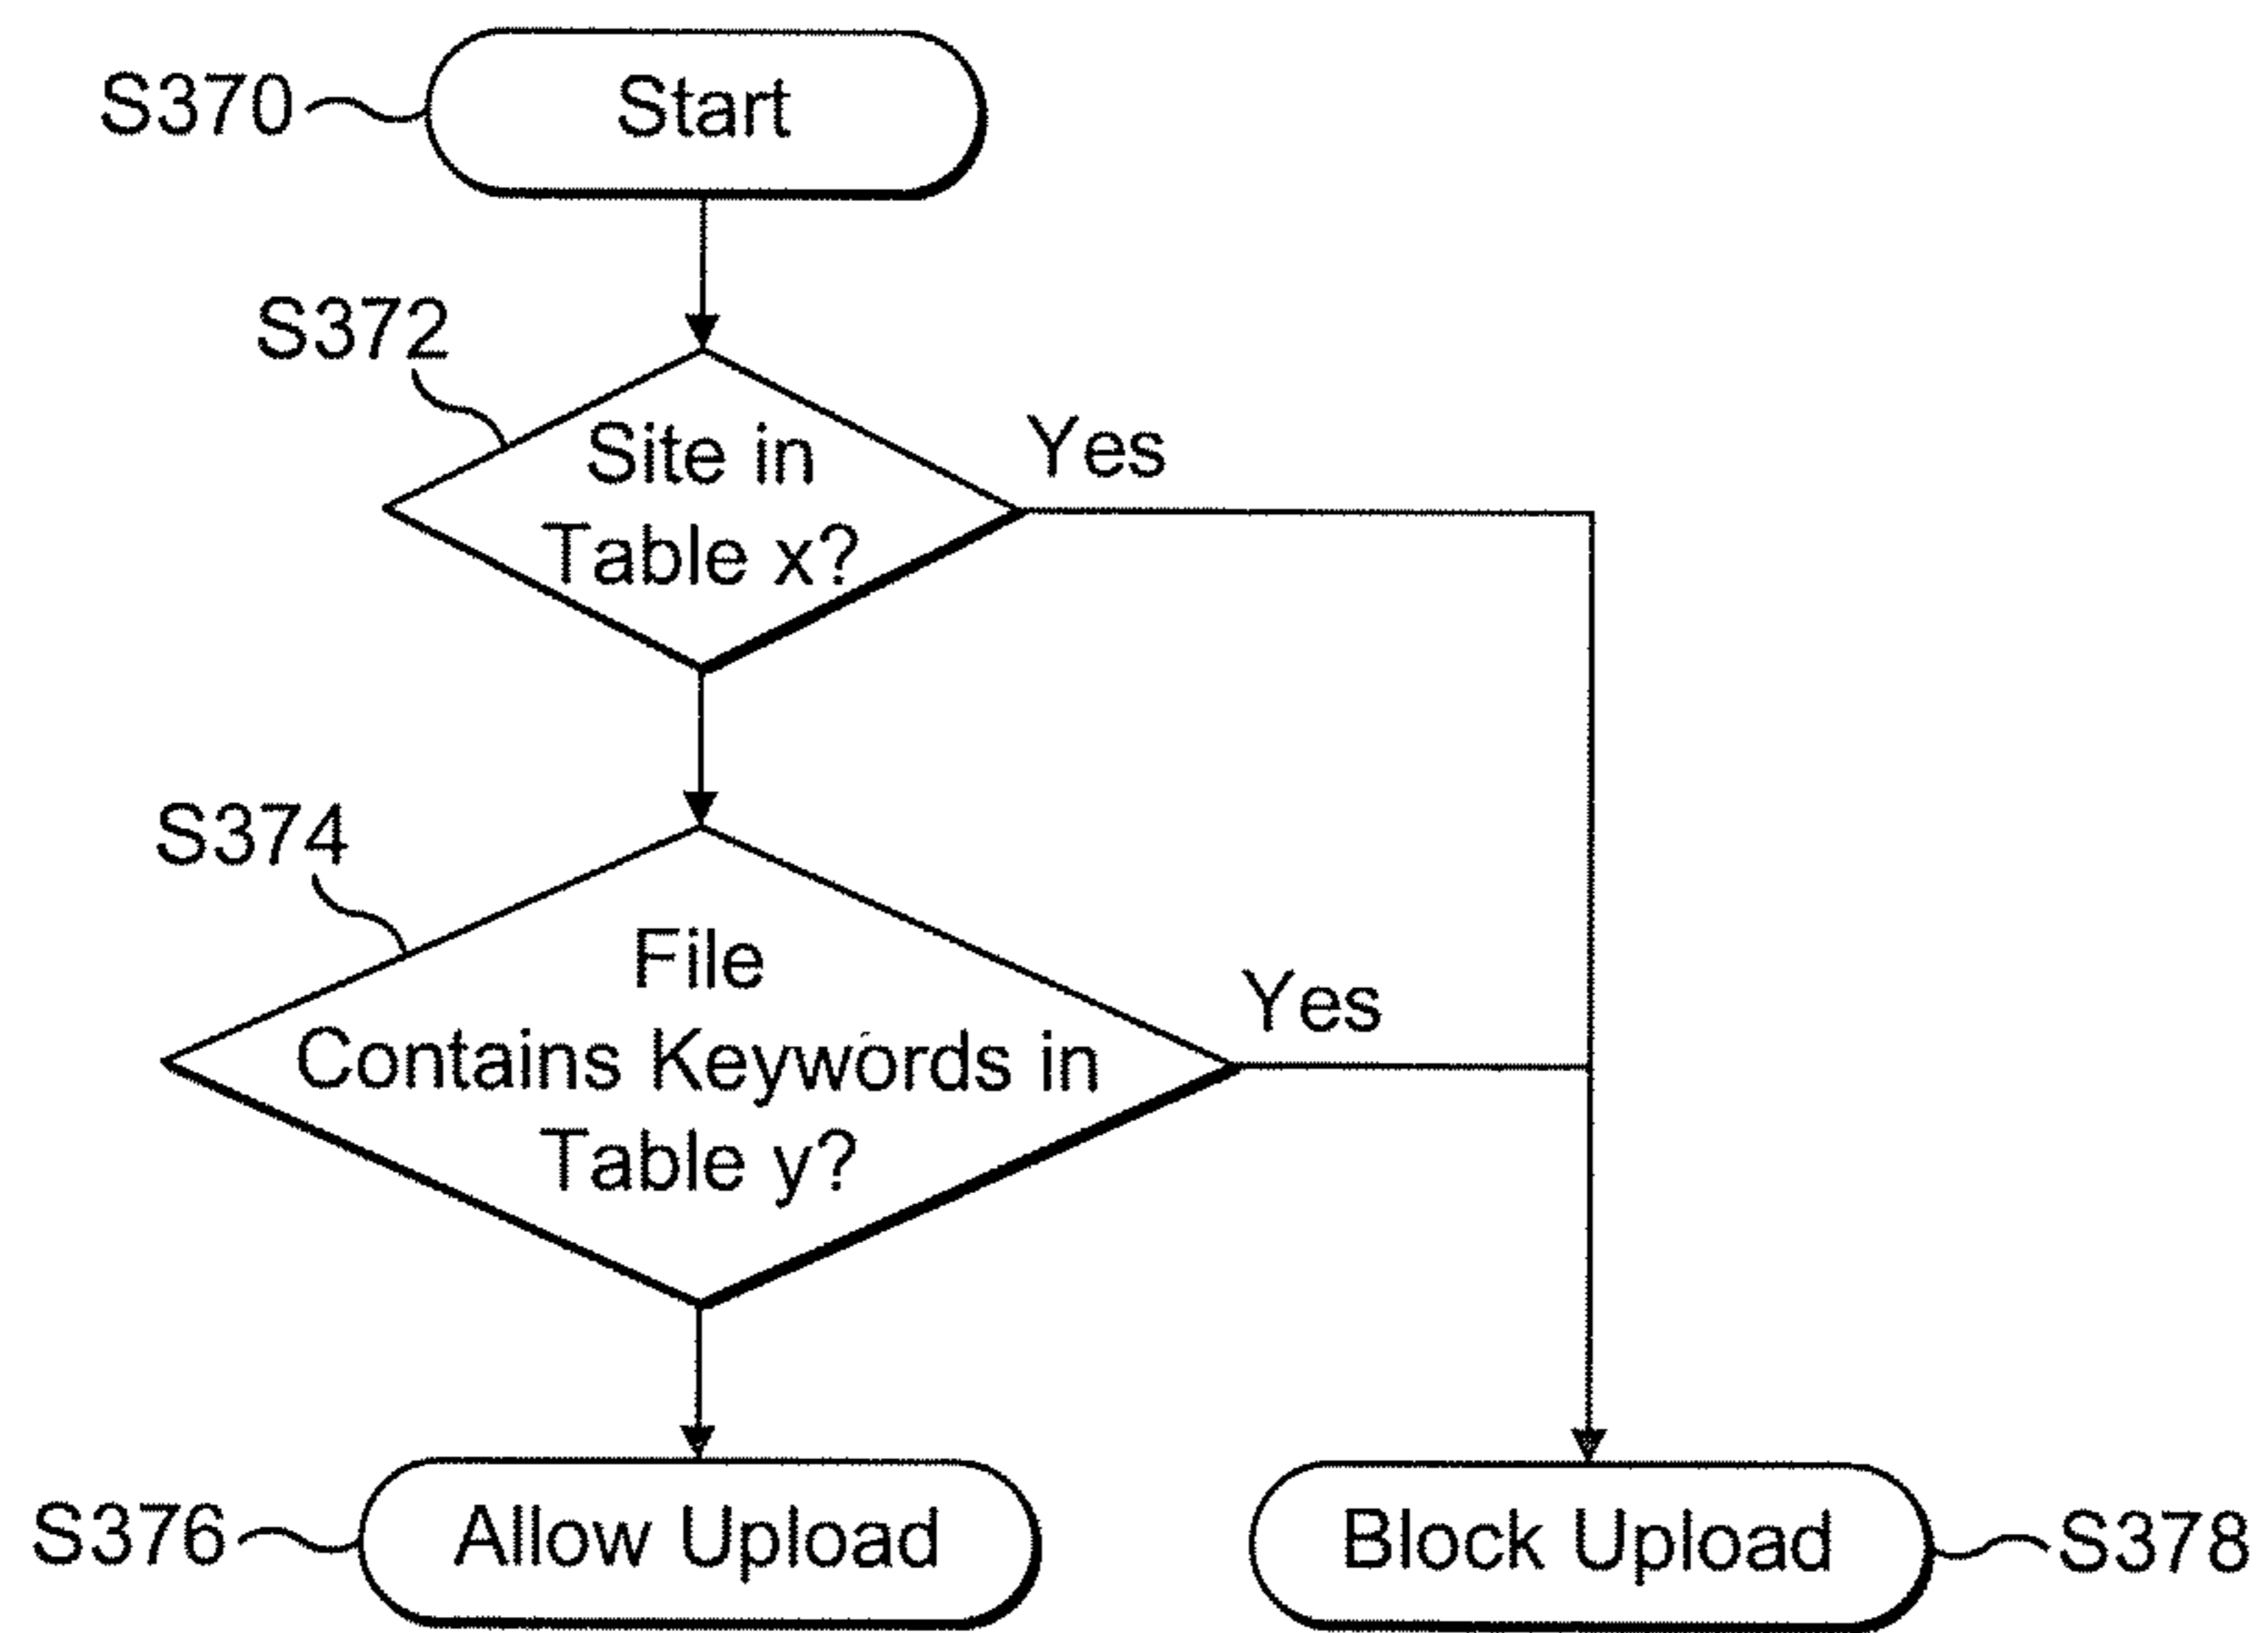 S370
Start
S372
Site in
Table x?
Yes
S374
File
Contains Keywords in
Table y?
Yes
S376
Allow Upload
Block Upload
S378